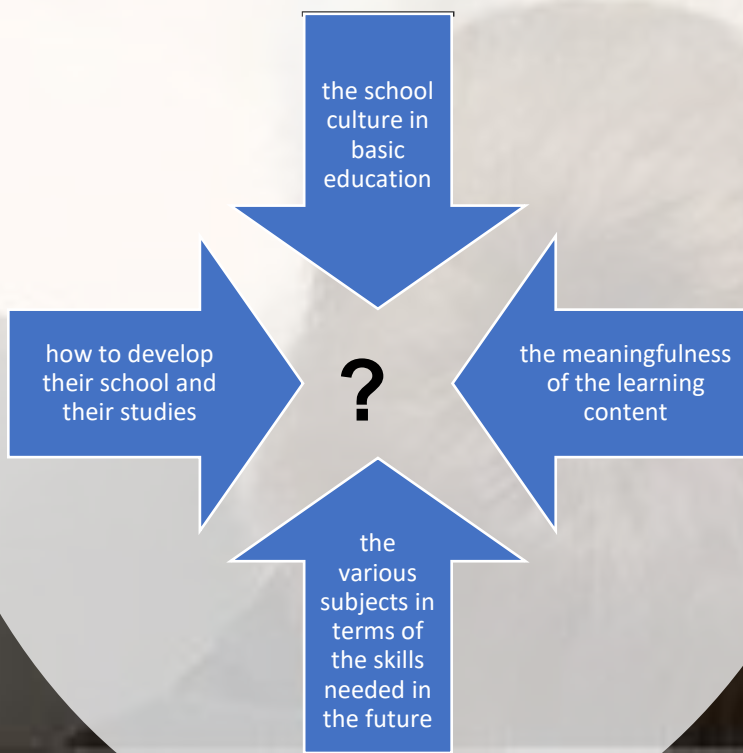 the school
culture in
basic
education
how to develop
their school and
their studies
?
the meaningfulness
of the learning
content
the
various
subjects in
terms of
the skills
needed in
the future